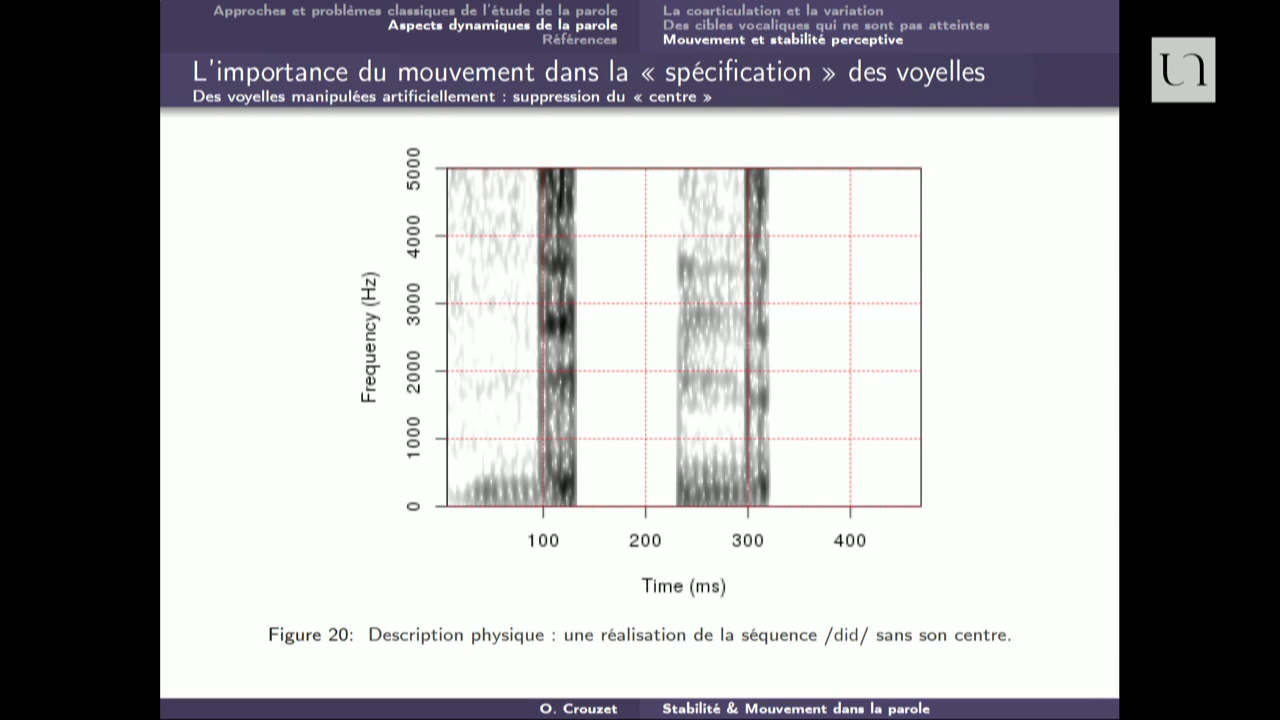 Approches et problèmes classiques de l'étude de la parole
Aspects dynamiques de la parole
Références
La coarticulation et la variation
Des cibles vocaliques qui ne sont pas atteintes
Mouvement et stabilité perceptive
L'importance du mouvement dans la « spécification » des voyelles
Des voyelles manipulées artificiellement : suppression du « centre »
5000
4000
3000
2000
1000
0
Frequency (Hz)
100 200 300 400
Time (ms)
Figure 20: Description physique : une réalisation de la séquence /did/ sans son centre.
O. Crouzet
Stabilité & Mouvement dans la parole